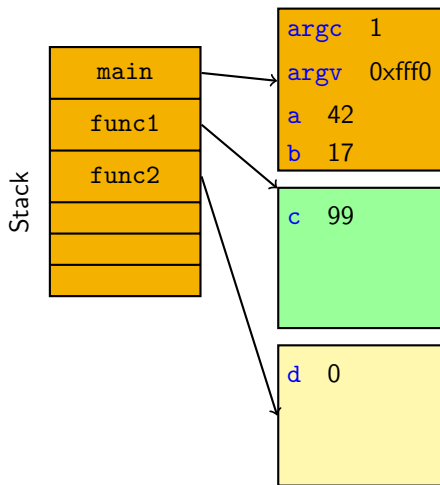 Stack
main
func1
func2
argc 1
argv 0xfff0
a 42
b 17
c 99
d 0